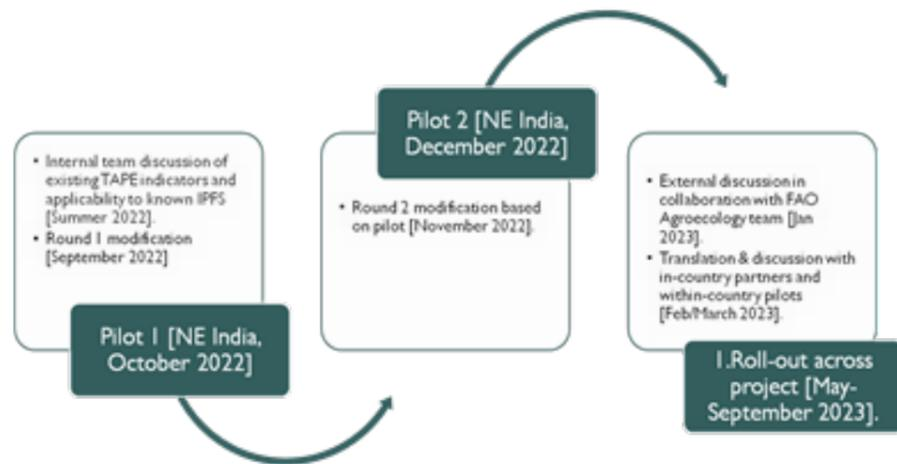 • Internal team discussion of
existing TAPE indicators and
applicability to known IPFS
[Summer 2022].
• Round 1 modification
[September 2022]
Pilot 1 [NE India,
October 2022]
Pilot 2 [NE India,
December 2022]
• Round 2 modification based
on pilot [November 2022].
• External discussion in
collaboration with FAO
Agroecology team [Jan
2023].
• Translation & discussion with
in-country partners and
within-country pilots
[Feb/March 2023].
1.Roll-out across
project [May-
September 2023].